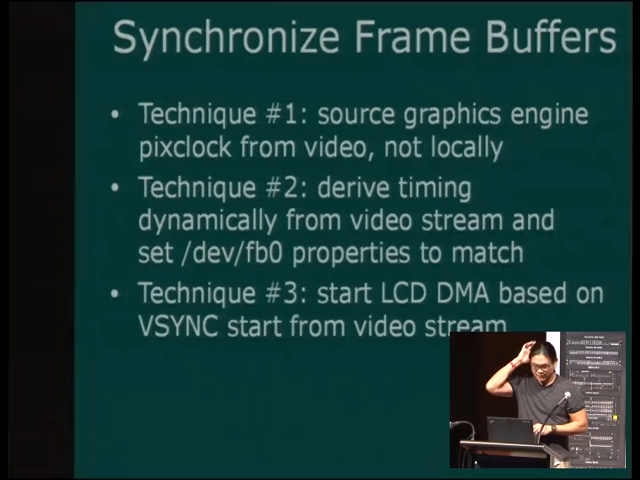 Synchronize Frame Buffers
• Technique #1: source graphics engine
pixclock from video, not locally
• Technique #2: derive timing
dynamically from video stream and
set /dev/fb0 properties to match
• Technique #3: start LCD DMA based on
VSYNC start from video stream